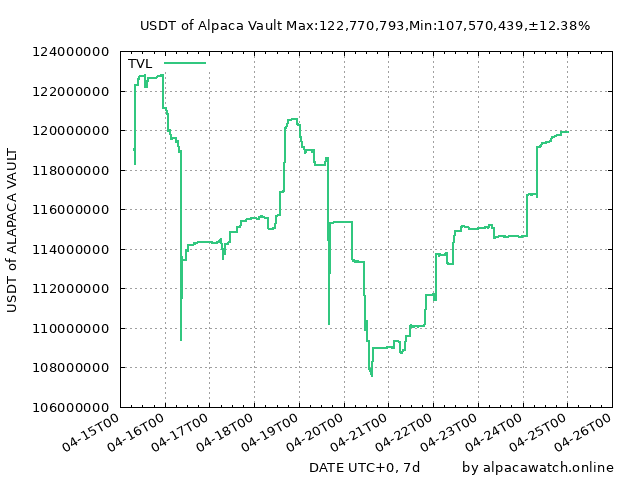 USDT of Alpaca Vault Max:122,770,793,Min:107,570,439,±12.38%
TVL
USDT of ALAPACA VAULT
124000000
122000000
120000000
118000000
116000000
114000000
112000000
110000000
108000000
106000000
04-15T00
04-16T00
04-17T00
04-18T00
04-19T00
04-20T00
04-21T00
04-22T00
04-23T00
04-24T00
04-25T00
04-26T00
DATE UTC+0, 7d by alpacawatch.online